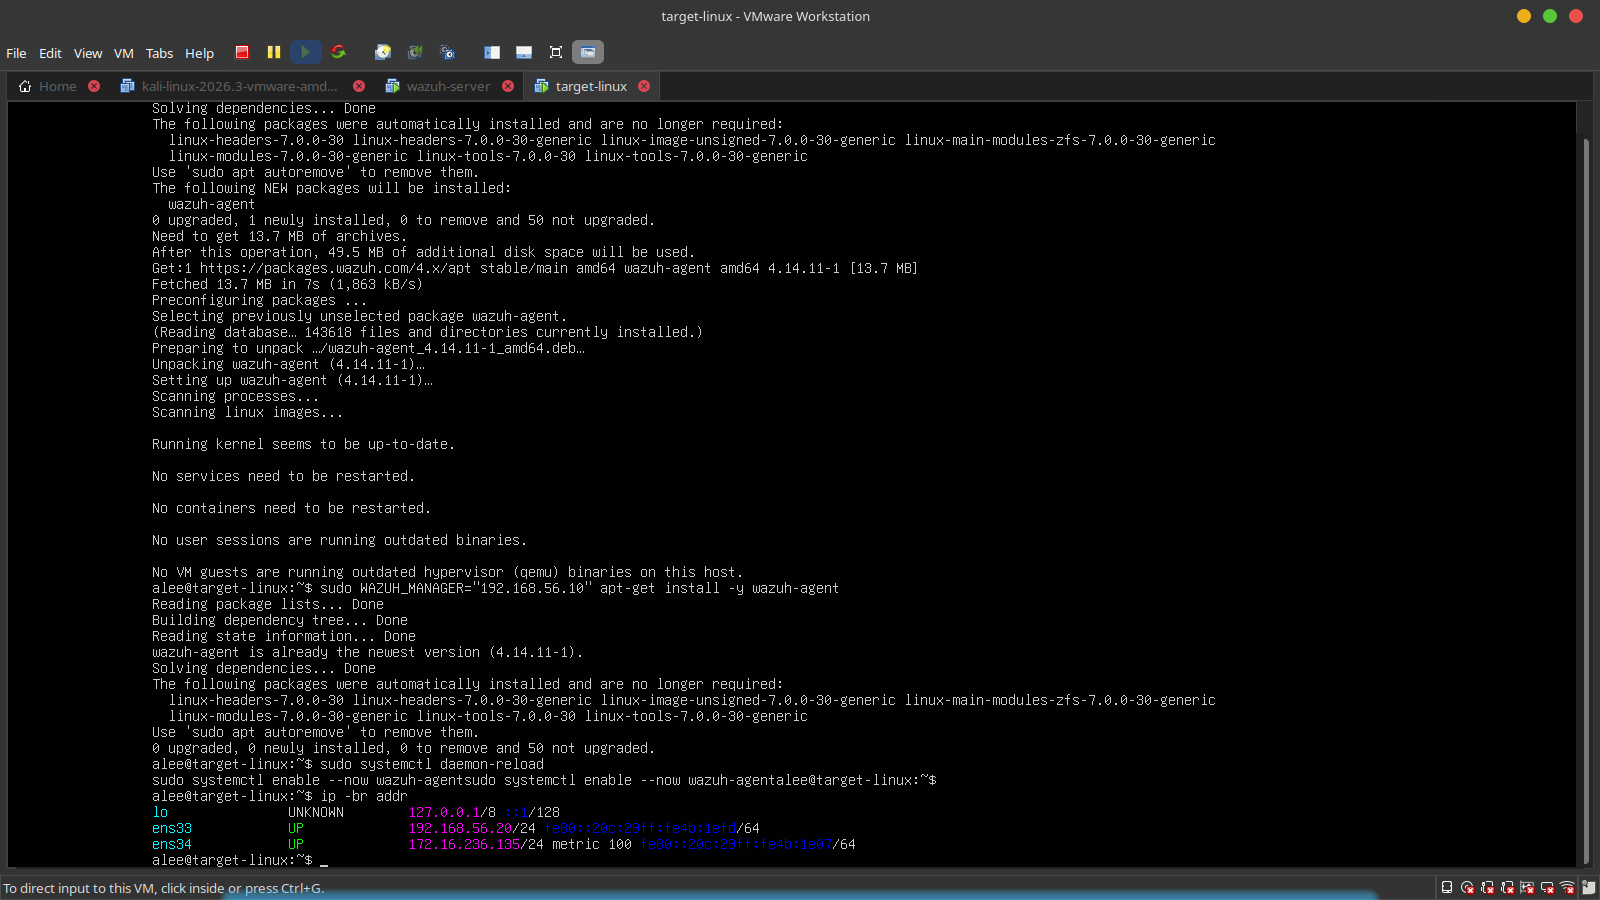 target-linux - VMware Workstation
File Edit View VM Tabs Help
Home kali-linux-2026.3-vmware-amd... wazuh-server target-linux
Solving dependencies... Done
The following packages were automatically installed and are no longer required:
linux-headers-7.0.0-30 linux-headers-7.0.0-30-generic linux-image-unsigned-7.0.0-30-generic linux-main-modules-zfs-7.0.0-30-generic
linux-modules-7.0.0-30-generic linux-tools-7.0.0-30 linux-tools-7.0.0-30-generic
Use 'sudo apt autoremove' to remove them.
The following NEW packages will be installed:
wazuh-agent
0 upgraded, 1 newly installed, 0 to remove and 50 not upgraded.
Need to get 13.7 MB of archives.
After this operation, 49.5 MB of additional disk space will be used.
Get:1 https://packages.wazuh.com/4.x/apt stable/main amd64 wazuh-agent amd64 4.14.11-1 [13.7 MB]
Fetched 13.7 MB in 7s (1,863 kB/s)
Preconfiguring packages ...
Selecting previously unselected package wazuh-agent.
(Reading database… 143618 files and directories currently installed.)
Preparing to unpack …/wazuh-agent_4.14.11-1_amd64.deb…
Unpacking wazuh-agent (4.14.11-1)…
Setting up wazuh-agent (4.14.11-1)…
Scanning processes...
Scanning linux images...
Running kernel seems to be up-to-date.
No services need to be restarted.
No containers need to be restarted.
No user sessions are running outdated binaries.
No VM guests are running outdated hypervisor (qemu) binaries on this host.
alee@target-linux:~$ sudo WAZUH_MANAGER="192.168.56.10" apt-get install -y wazuh-agent
Reading package lists... Done
Building dependency tree... Done
Reading state information... Done
wazuh-agent is already the newest version (4.14.11-1).
Solving dependencies... Done
The following packages were automatically installed and are no longer required:
linux-headers-7.0.0-30 linux-headers-7.0.0-30-generic linux-image-unsigned-7.0.0-30-generic linux-main-modules-zfs-7.0.0-30-generic
linux-modules-7.0.0-30-generic linux-tools-7.0.0-30 linux-tools-7.0.0-30-generic
Use 'sudo apt autoremove' to remove them.
0 upgraded, 0 newly installed, 0 to remove and 50 not upgraded.
alee@target-linux:~$ sudo systemctl daemon-reload
sudo systemctl enable --now wazuh-agentsudo systemctl enable --now wazuh-agentalee@target-linux:~$
alee@target-linux:~$ ip -br addr
lo UNKNOWN 127.0.0.1/8 ::1/128
ens33 UP 192.168.56.20/24 fe80::20c:29ff:fe4b:1efd/64
ens34 UP 172.16.236.135/24 metric 100 fe80::20c:29ff:fe4b:1e07/64
alee@target-linux:~$ _
To direct input to this VM, click inside or press Ctrl+G.